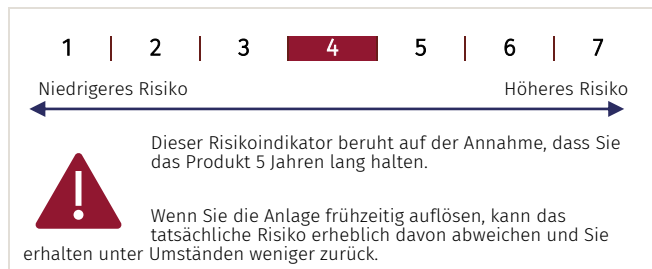 1 2 3 4 5 6 7
Niedrigeres Risiko Höheres Risiko
Dieser Risikoindikator beruht auf der Annahme, dass Sie
das Produkt 5 Jahren lang halten.
Wenn Sie die Anlage frühzeitig auflösen, kann das
tatsächliche Risiko erheblich davon abweichen und Sie
erhalten unter Umständen weniger zurück.